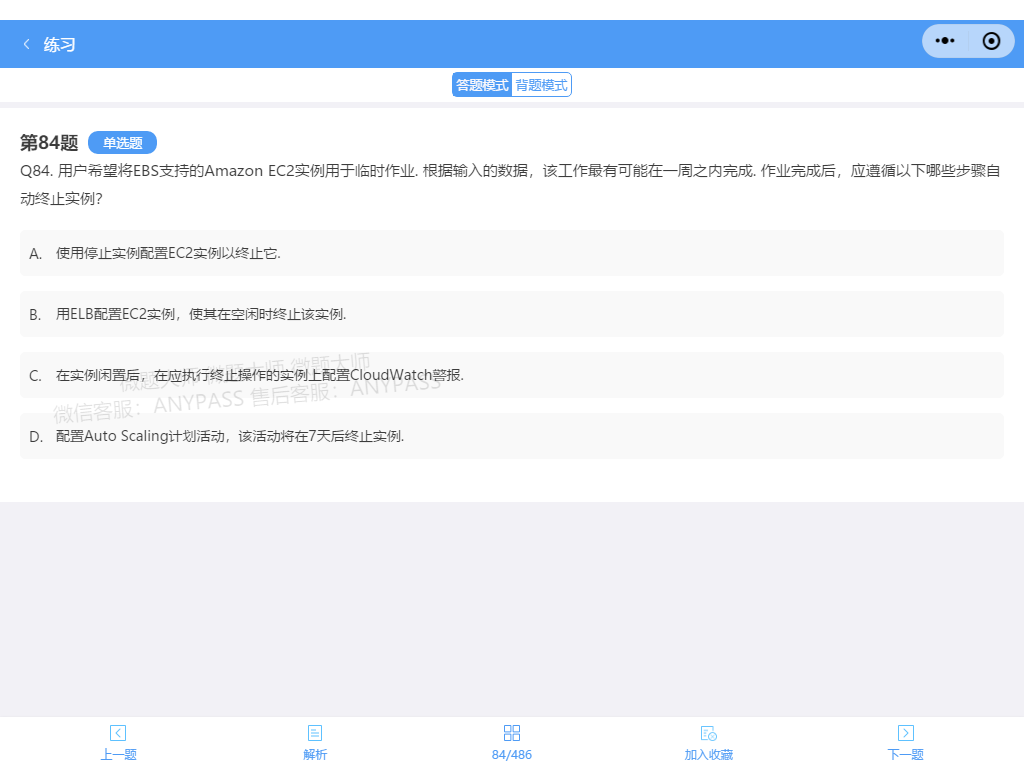 练习
答题模式 背题模式
第84题 单选题
Q84. 用户希望将EBS支持的Amazon EC2实例用于临时作业. 根据输入的数据，该工作最有可能在一周之内完成. 作业完成后，应遵循以下哪些步骤自
动终止实例?
A. 使用停止实例配置EC2实例以终止它.
B. 用ELB配置EC2实例，使其在空闲时终止该实例.
C. 在实例闲置后，在应执行终止操作的实例上配置CloudWatch警报.
微题大师 微题大师 微题大师
微信客服：ANYPASS 售后客服：ANYPASS
D. 配置Auto Scaling计划活动，该活动将在7天后终止实例.
上一题 解析 84/486 加入收藏 下一题